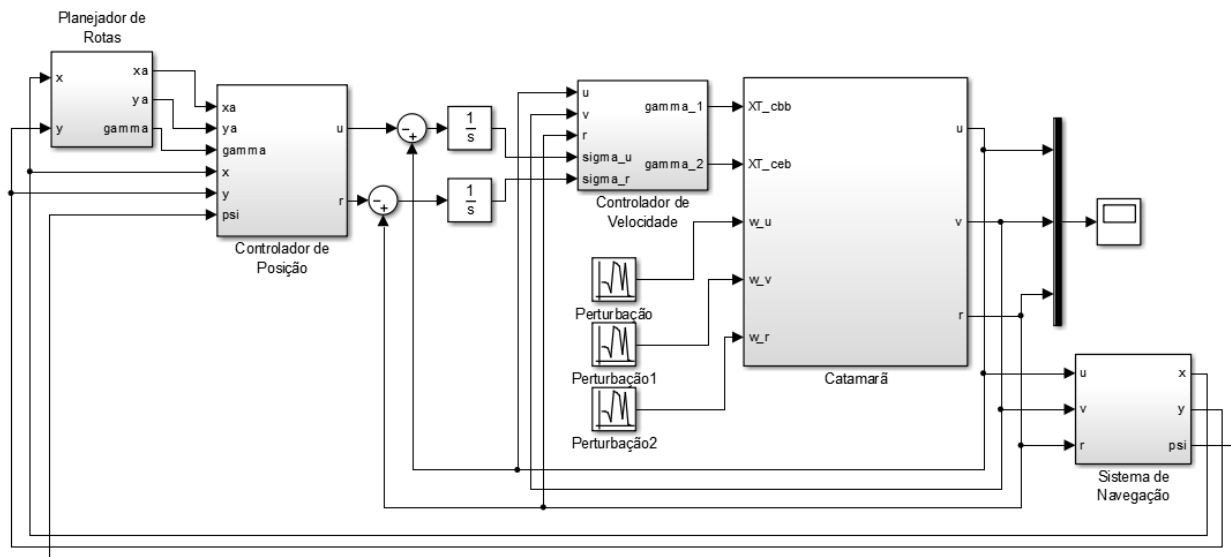 Planejador de
Rotas
x
y
xa
ya
gamma
xa
ya
gamma
x
y
psi
u
r
Controlador de
Posição
1
s
1
s
u
v
r
sigma_u
sigma_r
gamma_1
gamma_2
Controlador de
Velocidade
Perturbação
Perturbação1
Perturbação2
XT_cbb
XT_ceb
w_u
w_v
w_r
u
v
r
Catamarã
u
v
r
x
y
psi
Sistema de
Navegação